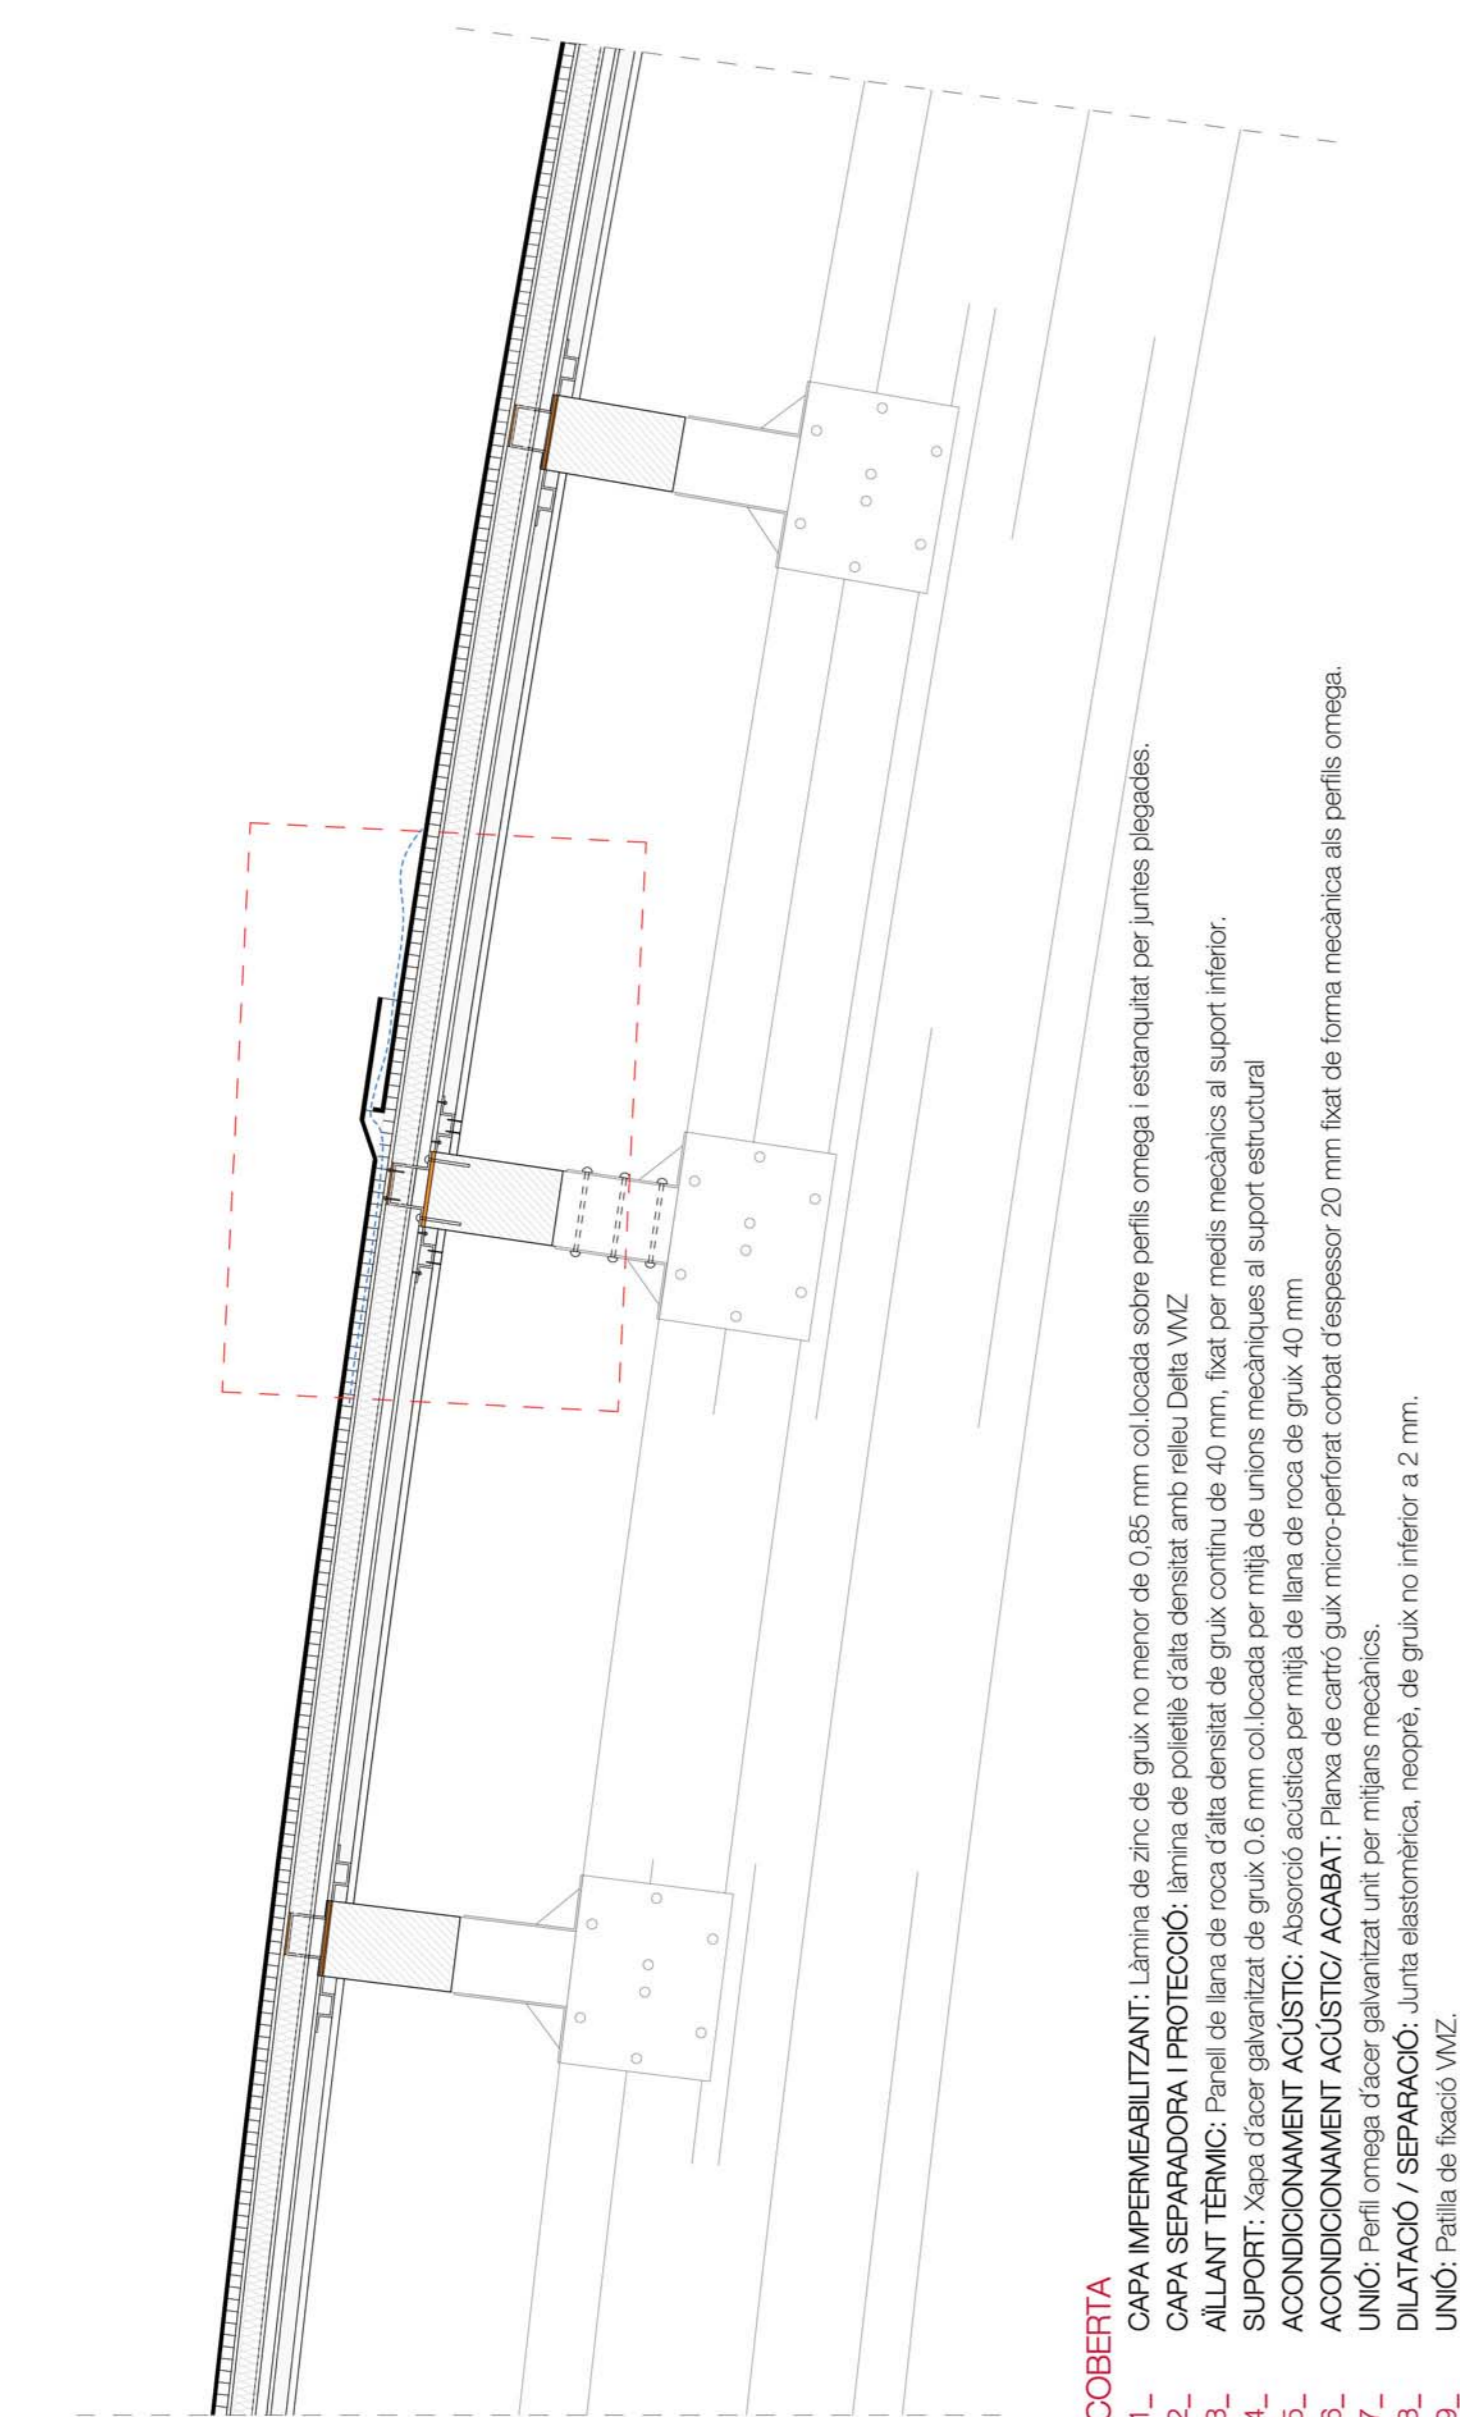 COBERTA
1_ CAPA IMPERMEABILITZANT: Làmina de zinc de gruix no menor de 0,85 mm col.locada sobre perfils omega i estanquitat per juntes plegades.
2_ CAPA SEPARADORA I PROTECCIÓ: làmina de polietilè d'alta densitat amb relleu Delta VMZ
3_ AÏLLANT TÈRMIC: Panell de llana de roca d'alta densitat de gruix continu de 40 mm, fixat per medis mecànics al suport inferior.
4_ SUPORT: Xapa d'acer galvanitzat de gruix 0.6 mm col.locada per mitjà de unions mecàniques al suport estructural
5_ ACONDICIONAMENT ACÚSTIC: Absorció acústica per mitjà de llana de roca de gruix 40 mm
6_ ACONDICIONAMENT ACÚSTIC/ ACABAT: Planxa de cartró guix micro-perforat corbat d'espessor 20 mm fixat de forma mecànica als perfils omega.
7_ UNIÓ: Perfil omega d'acer galvanitzat unit per mitjans mecànics.
8_ DILATACIÓ / SEPARACIÓ: Junta elastomèrica, neoprè, de gruix no inferior a 2 mm.
9_ UNIÓ: Patilla de fixació VMZ.